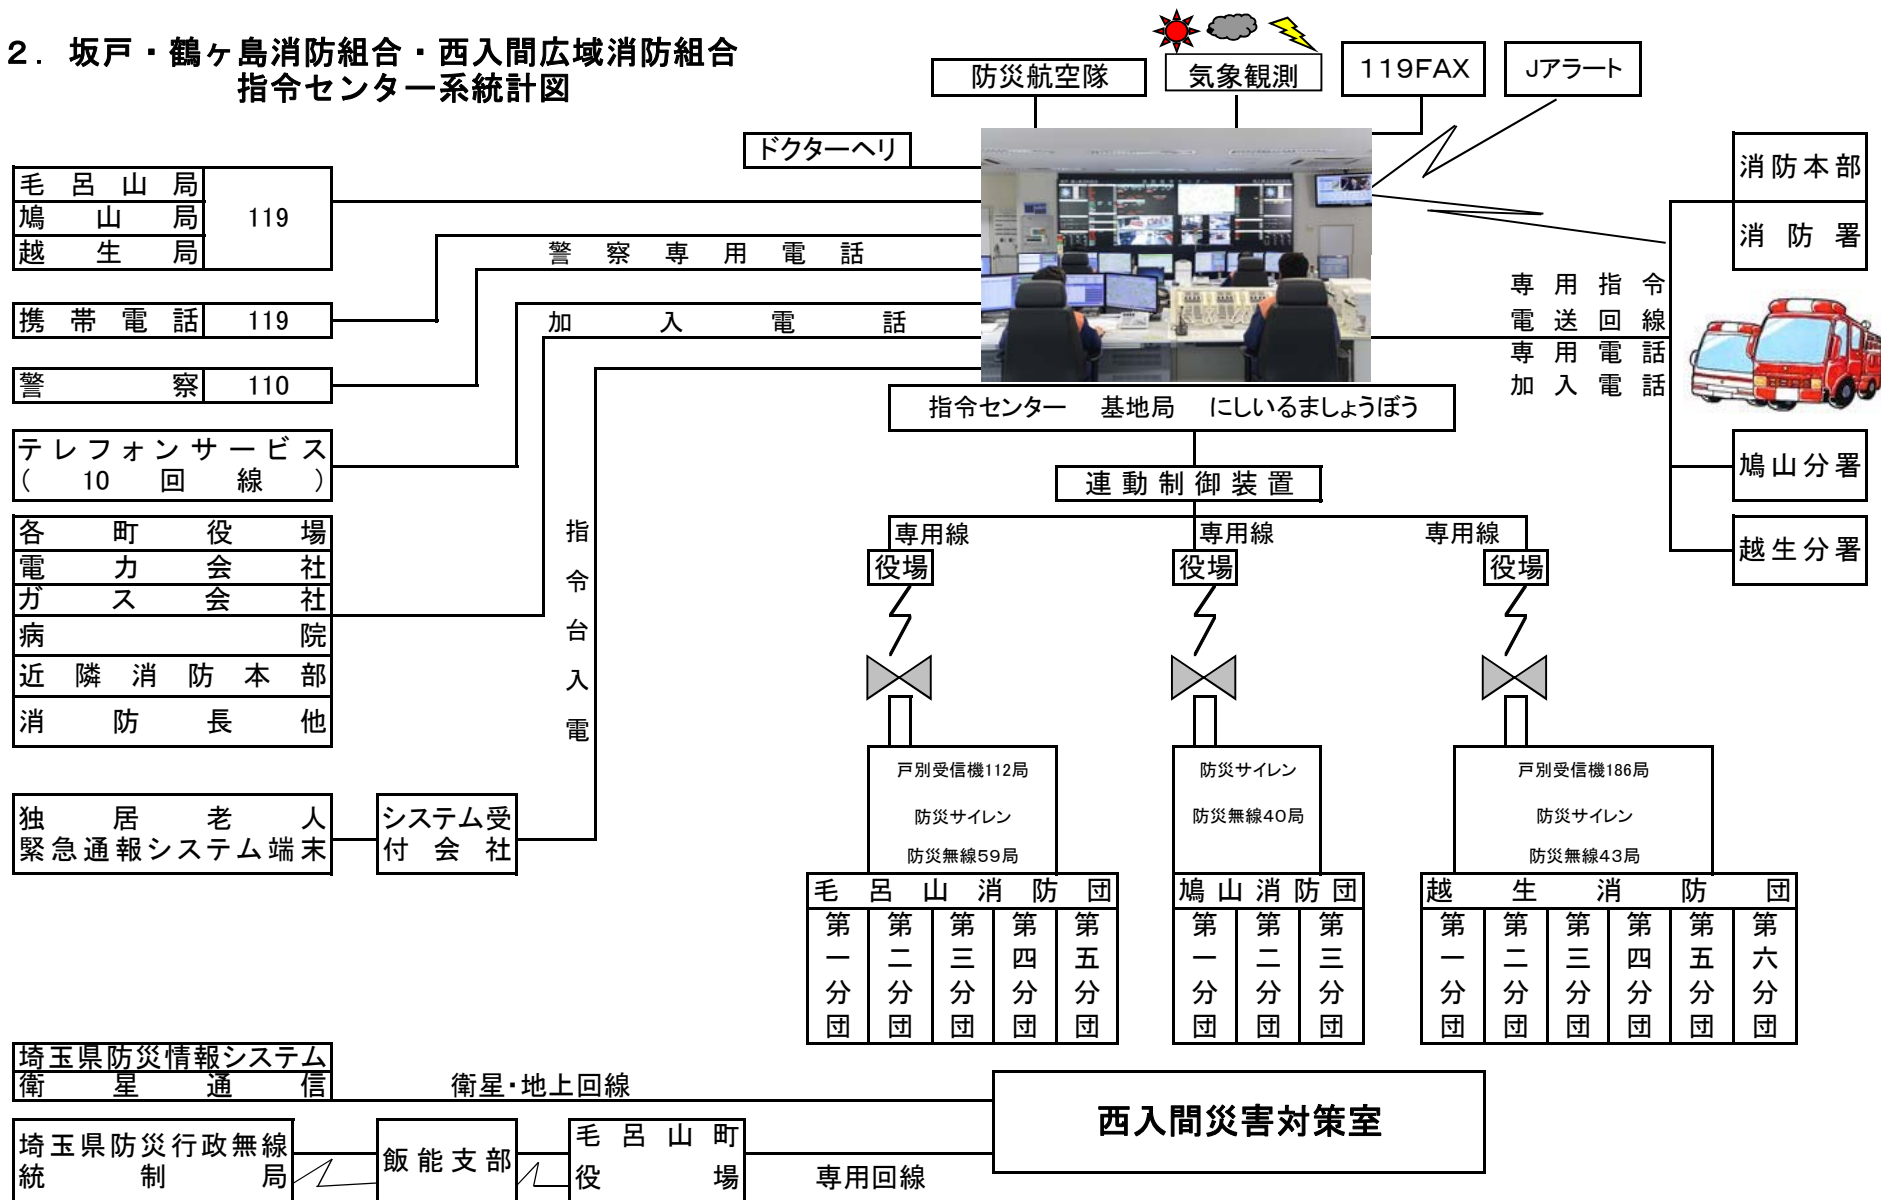 ２．坂戸・鶴ヶ島消防組合・西入間広域消防組合
指令センター系統計図
防災航空隊
気象観測
119FAX
Jアラート
ドクターヘリ
毛呂山局
鳩山局
越生局
119
携帯電話 119
警察 110
テレフォンサービス
(10回線)
各町役場
電力会社
ガス会社
病院
近隣消防本部
消防長他
独居老人
緊急通報システム端末
システム受
付会社
警察専用電話
加入電話
指令台入電
指令センター 基地局 にしいるましょうぼう
連動制御装置
専用指令
電送回線
専用電話
加入電話
消防本部
消防署
鳩山分署
越生分署
専用線
専用線
専用線
役場
役場
役場
戸別受信機112局
防災サイレン
防災無線59局
毛呂山消防団
第一分団
第二分団
第三分団
第四分団
第五分団
防災サイレン
防災無線40局
鳩山消防団
第一分団
第二分団
第三分団
戸別受信機186局
防災サイレン
防災無線43局
越生消防団
第一分団
第二分団
第三分団
第四分団
第五分団
第六分団
埼玉県防災情報システム
衛星通信
衛星・地上回線
西入間災害対策室
埼玉県防災行政無線
統制局
飯能支部
毛呂山町
役場
専用回線